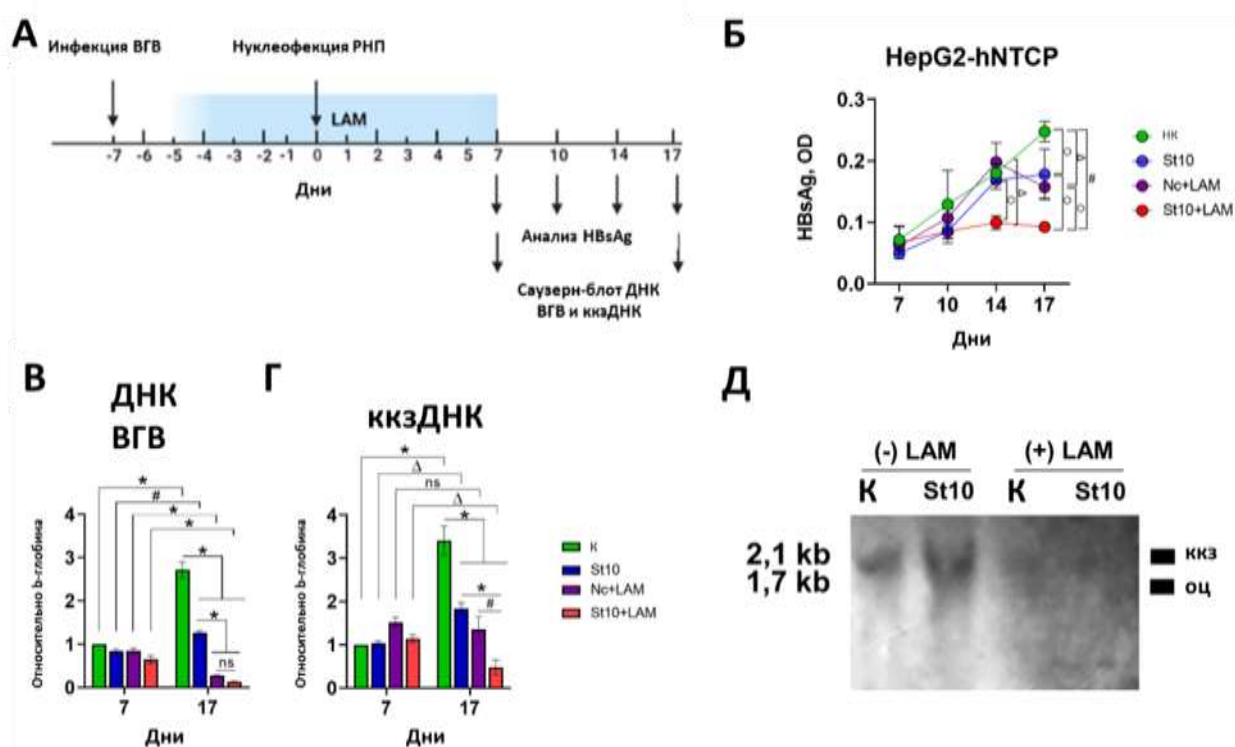 А
Инфекция ВГВ
Нуклеофекция РНП
LAM
-7 -6 -5 -4 -3 -2 -1 0 1 2 3 4 5 6 7 10 14 17
Дни
Анализ HBsAg
Саузерн-блот ДНК
ВГВ и ккзДНК
Б
HepG2-hNTCP
HBsAg, OD
0.3
0.2
0.1
0.0
7 10 14 17
Дни
НК
St10
Nc+LAM
St10+LAM
#
В
ДНК
ВГВ
Относительно b-глобина
4
3
2
1
0
*
#
*
*
*
*
ns
7 17
Дни
Г
ккзДНК
Относительно b-глобина
4
3
2
1
0
*
Δ
ns
Δ
*
*
#
7 17
Дни
К
St10
Nc+LAM
St10+LAM
Д
(-) LAM (+) LAM
К St10 К St10
2,1 kb
1,7 kb
ккз
оц